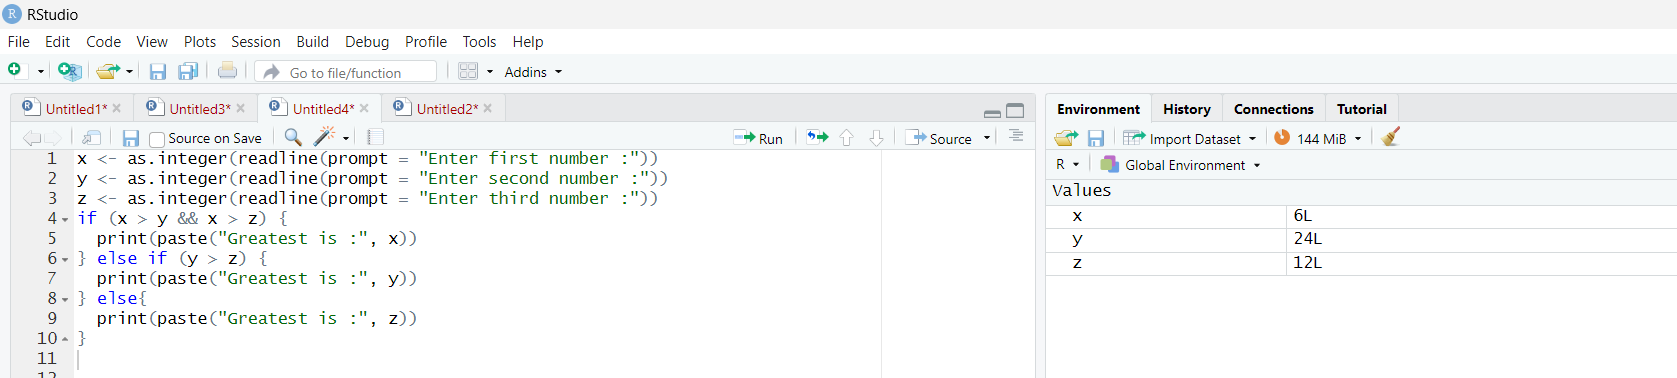 RStudio
File Edit Code View Plots Session Build Debug Profile Tools Help
Go to file/function Addins
Untitled1* Untitled3* Untitled4* Untitled2*
Source on Save Run Source
1 x <- as.integer(readline(prompt = "Enter first number :"))
2 y <- as.integer(readline(prompt = "Enter second number :"))
3 z <- as.integer(readline(prompt = "Enter third number :"))
4 if (x > y && x > z) {
5   print(paste("Greatest is :", x))
6 } else if (y > z) {
7   print(paste("Greatest is :", y))
8 } else{
9   print(paste("Greatest is :", z))
10 }
11
12
Environment History Connections Tutorial
Import Dataset 144 MiB
R Global Environment
Values
x 6L
y 24L
z 12L